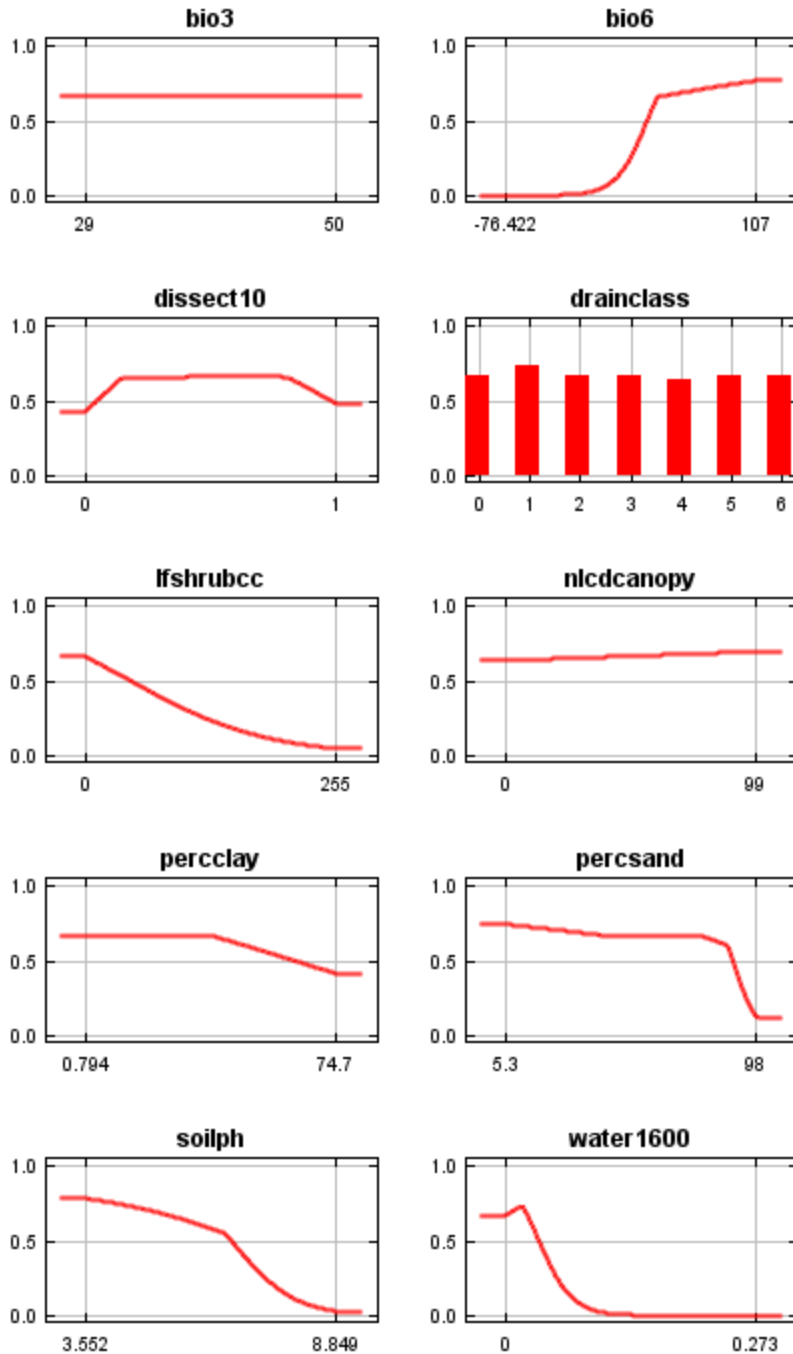 bio3 bio6
1.0 1.0
0.5 0.5
0.0 0.0
29 50 -76.422 107
dissect10 drainclass
1.0 1.0
0.5 0.5
0.0 0.0
0 1 0 1 2 3 4 5 6
lfshrubcc nlcdcanopy
1.0 1.0
0.5 0.5
0.0 0.0
0 255 0 99
percclay percsand
1.0 1.0
0.5 0.5
0.0 0.0
0.794 74.7 5.3 98
soilph water1600
1.0 1.0
0.5 0.5
0.0 0.0
3.552 8.849 0 0.273